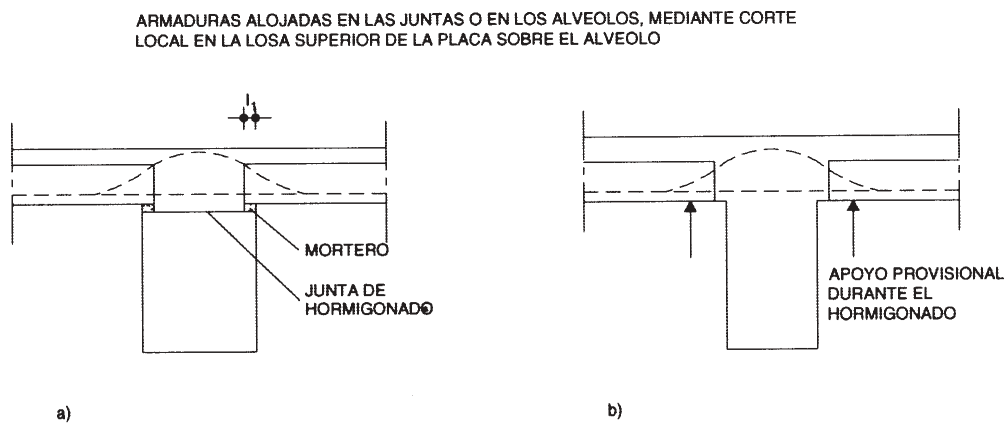 ARMADURAS ALOJADAS EN LAS JUNTAS O EN LOS ALVEOLOS, MEDIANTE CORTE
LOCAL EN LA LOSA SUPERIOR DE LA PLACA SOBRE EL ALVEOLO
l1
MORTERO
JUNTA DE
HORMIGONADO
APOYO PROVISIONAL
DURANTE EL
HORMIGONADO
a)
b)